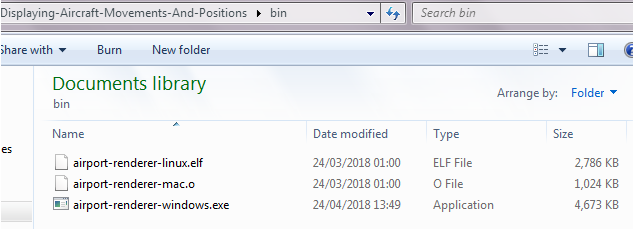 Displaying-Aircraft-Movements-And-Positions bin Search bin
Share with Burn New folder
Documents library
bin Arrange by: Folder
Name Date modified Type Size
airport-renderer-linux.elf 24/03/2018 01:00 ELF File 2,786 KB
es
airport-renderer-mac.o 24/03/2018 01:00 O File 1,024 KB
airport-renderer-windows.exe 24/04/2018 13:49 Application 4,673 KB